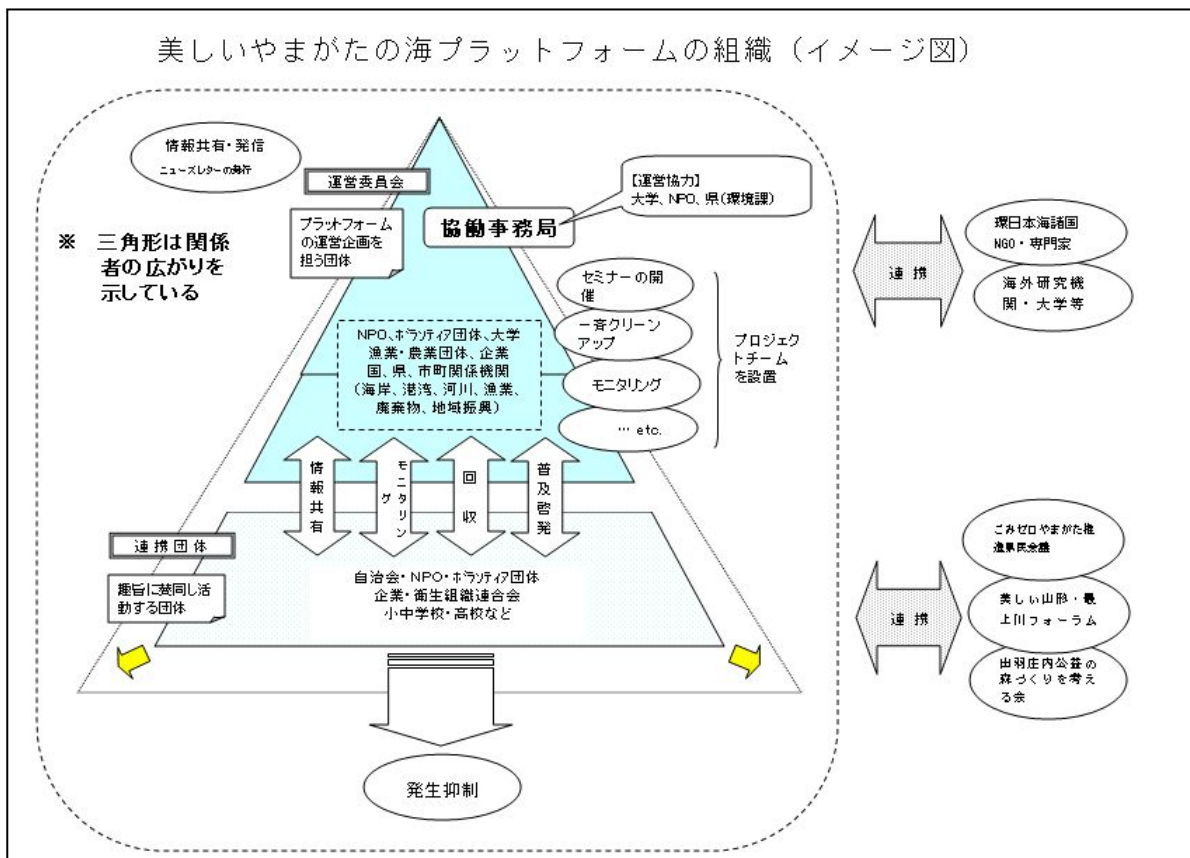 美しいやまがたの海プラットフォームの組織（イメージ図）
情報共有・発信
ニュースレターの発行
運営委員会
プラットフォーム
の運営企画を
担う団体
【運営協力】
大学、NPO、県（環境課）
協働事務局
※　三角形は関係
者の広がりを
示している
セミナーの開
催
一斉クリーン
アップ
モニタリング
… etc.
プロジェク
トチーム
を設置
NPO、ボランティア団体、大学
漁業・農業団体、企業
国、県、市町関係機関
（海岸、港湾、河川、漁業、
廃棄物、地域振興）
情報共有
モニタリング
回収
普及啓発
連携団体
趣旨に賛同し活
動する団体
自治会・NPO・ボランティア団体
企業・衛生組織連合会
小中学校・高校など
発生抑制
連携
環日本海諸国
NGO・専門家
海外研究機
関・大学等
連携
ごみゼロやまがた推
進県民会議
美しい山形・最
上川フォーラム
出羽庄内公益の
森づくりを考え
る会